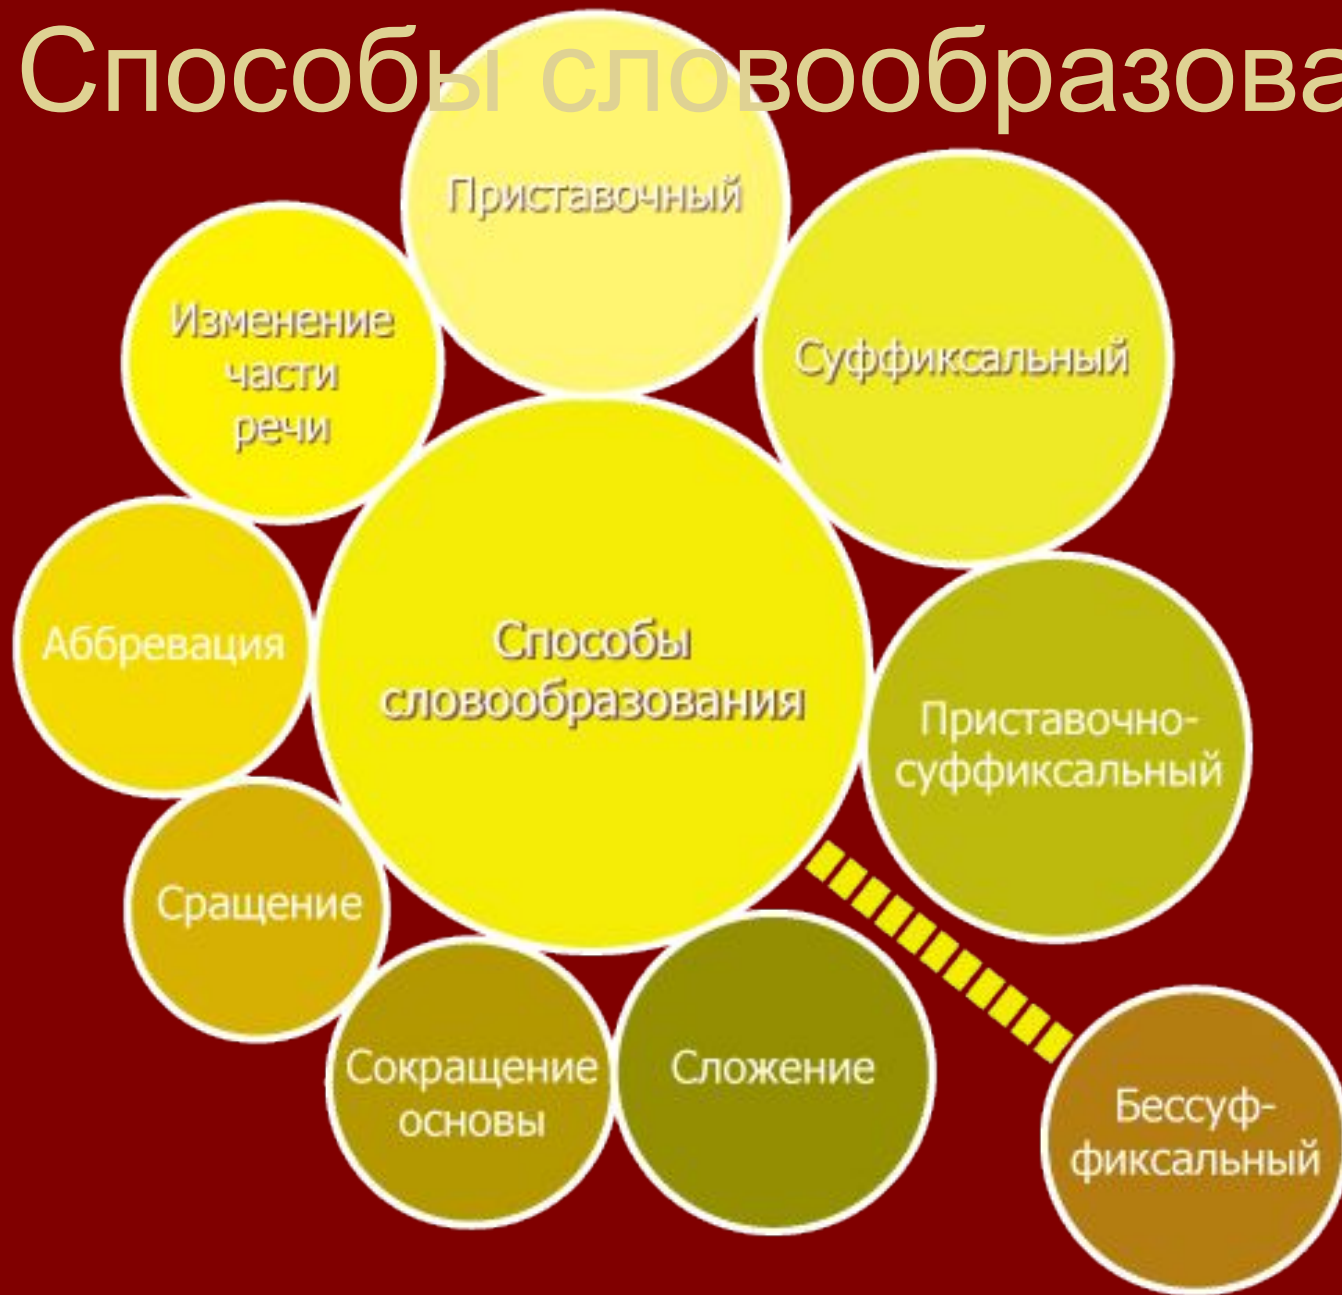 Способы словообразова
Приставочный
Изменение
части
речи
Суффиксальный
Аббревация
Способы
словообразования
Приставочно-
суффиксальный
Сращение
Сокращение
основы
Сложение
Бессуф-
фиксальный